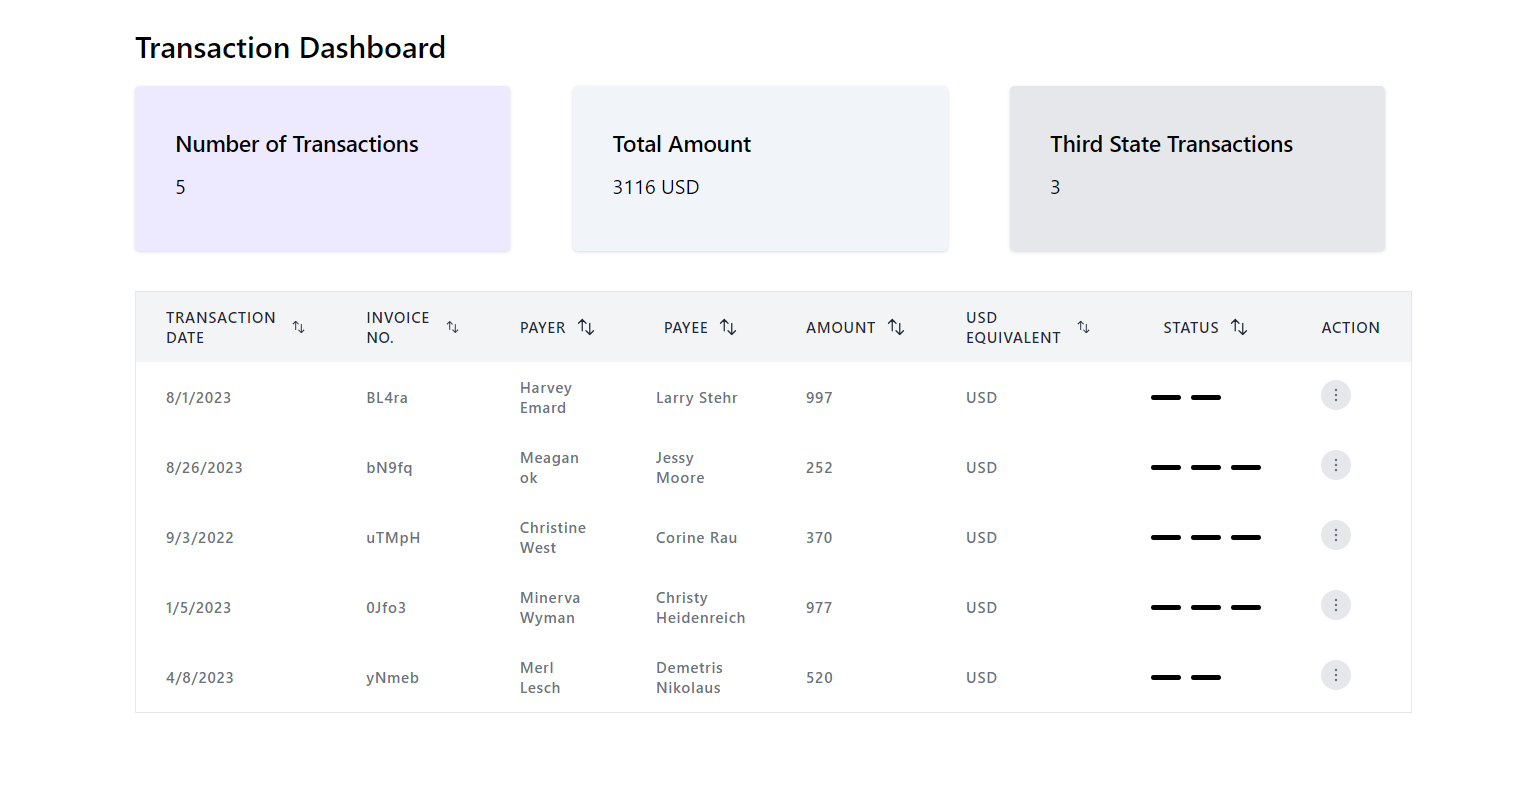 Transaction Dashboard
Number of Transactions
5
Total Amount
3116 USD
Third State Transactions
3
TRANSACTION DATE INVOICE NO. PAYER PAYEE AMOUNT USD EQUIVALENT STATUS ACTION
8/1/2023 BL4ra Harvey Emard Larry Stehr 997 USD
8/26/2023 bN9fq Meagan ok Jessy Moore 252 USD
9/3/2022 uTMpH Christine West Corine Rau 370 USD
1/5/2023 0Jfo3 Minerva Wyman Christy Heidenreich 977 USD
4/8/2023 yNmeb Merl Lesch Demetris Nikolaus 520 USD